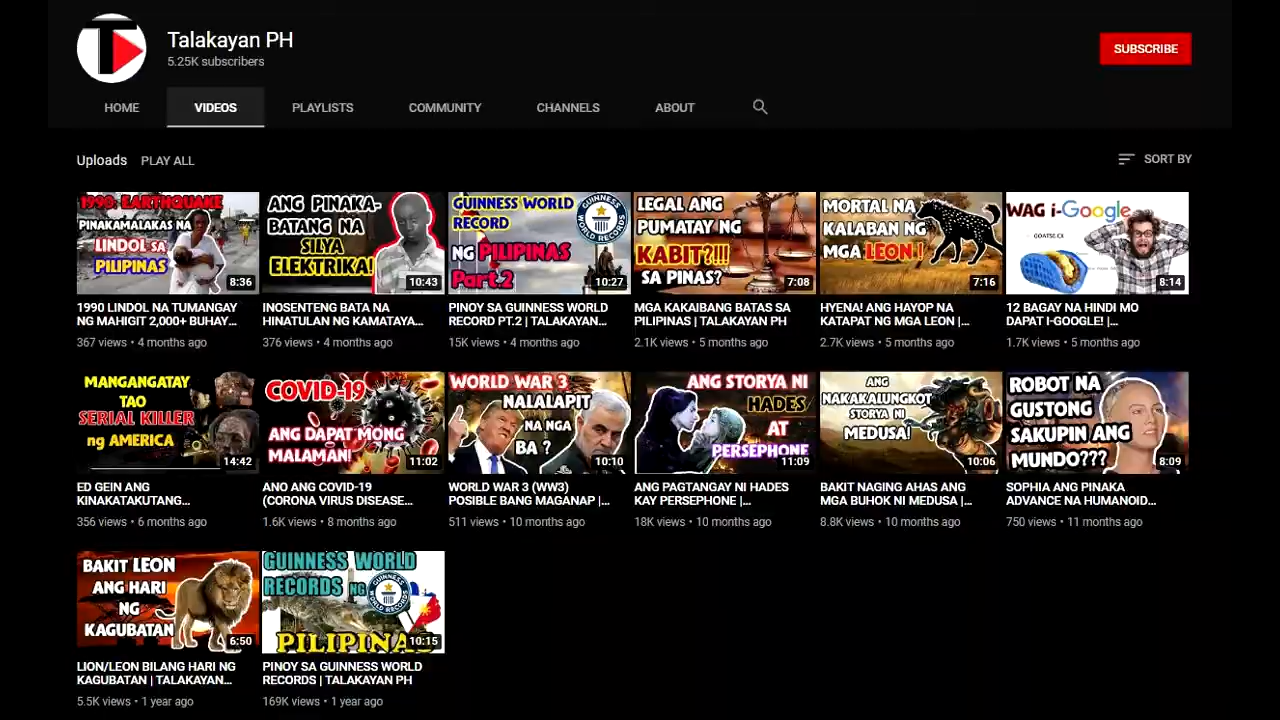 Talakayan PH
5.25K subscribers
SUBSCRIBE
HOME
VIDEOS
PLAYLISTS
COMMUNITY
CHANNELS
ABOUT
Uploads
PLAY ALL
SORT BY
1990: EARTHQUAKE
PINAKAMALAKAS NA
LINDOL SA
PILIPINAS
8:36
ANG PINAKA-
BATANG NA
SILYA
ELEKTRIKA!
10:43
GUINNESS WORLD
RECORD
NG PILIPINAS
Part.2
GUINNESS
WORLD
RECORDS
10:27
LEGAL ANG
PUMATAY NG
KABIT?!!!
SA PINAS?
7:08
MORTAL NA
KALABAN NG
MGA LEON!
7:16
WAG i-Google
GOATSE CX
8:14
1990 LINDOL NA TUMANGAY
NG MAHIGIT 2,000+ BUHAY...
367 views • 4 months ago
INOSENTENG BATA NA
HINATULAN NG KAMATAYA...
376 views • 4 months ago
PINOY SA GUINNESS WORLD
RECORD PT.2 | TALAKAYAN...
15K views • 4 months ago
MGA KAKAIBANG BATAS SA
PILIPINAS | TALAKAYAN PH
2.1K views • 5 months ago
HYENA! ANG HAYOP NA
KATAPAT NG MGA LEON |...
2.7K views • 5 months ago
12 BAGAY NA HINDI MO
DAPAT I-GOOGLE! |...
1.7K views • 5 months ago
MANGANGATAY
TAO
SERIAL KILLER
ng AMERICA
14:42
COVID-19
ANG DAPAT MONG
MALAMAN!
11:02
WORLD WAR 3
NALALAPIT
NA NGA
BA ?
10:10
ANG STORYA NI
HADES
AT
PERSEPHONE
11:09
ANG
NAKAKALUNGKOT
STORYA NI
MEDUSA!
10:06
ROBOT NA
GUSTONG
SAKUPIN ANG
MUNDO???
8:09
ED GEIN ANG
KINAKATAKUTANG...
356 views • 6 months ago
ANO ANG COVID-19
(CORONA VIRUS DISEASE...
1.6K views • 8 months ago
WORLD WAR 3 (WW3)
POSIBLE BANG MAGANAP |...
511 views • 10 months ago
ANG PAGTANGAY NI HADES
KAY PERSEPHONE |...
18K views • 10 months ago
BAKIT NAGING AHAS ANG
MGA BUHOK NI MEDUSA |...
8.8K views • 10 months ago
SOPHIA ANG PINAKA
ADVANCE NA HUMANOID...
750 views • 11 months ago
BAKIT LEON
ANG HARI
NG
KAGUBATAN
6:50
GUINNESS WORLD
RECORDS NG
GUINNESS
WORLD
RECORDS
PILIPINA
10:15
LION/LEON BILANG HARI NG
KAGUBATAN | TALAKAYAN...
5.5K views • 1 year ago
PINOY SA GUINNESS WORLD
RECORDS | TALAKAYAN PH
169K views • 1 year ago